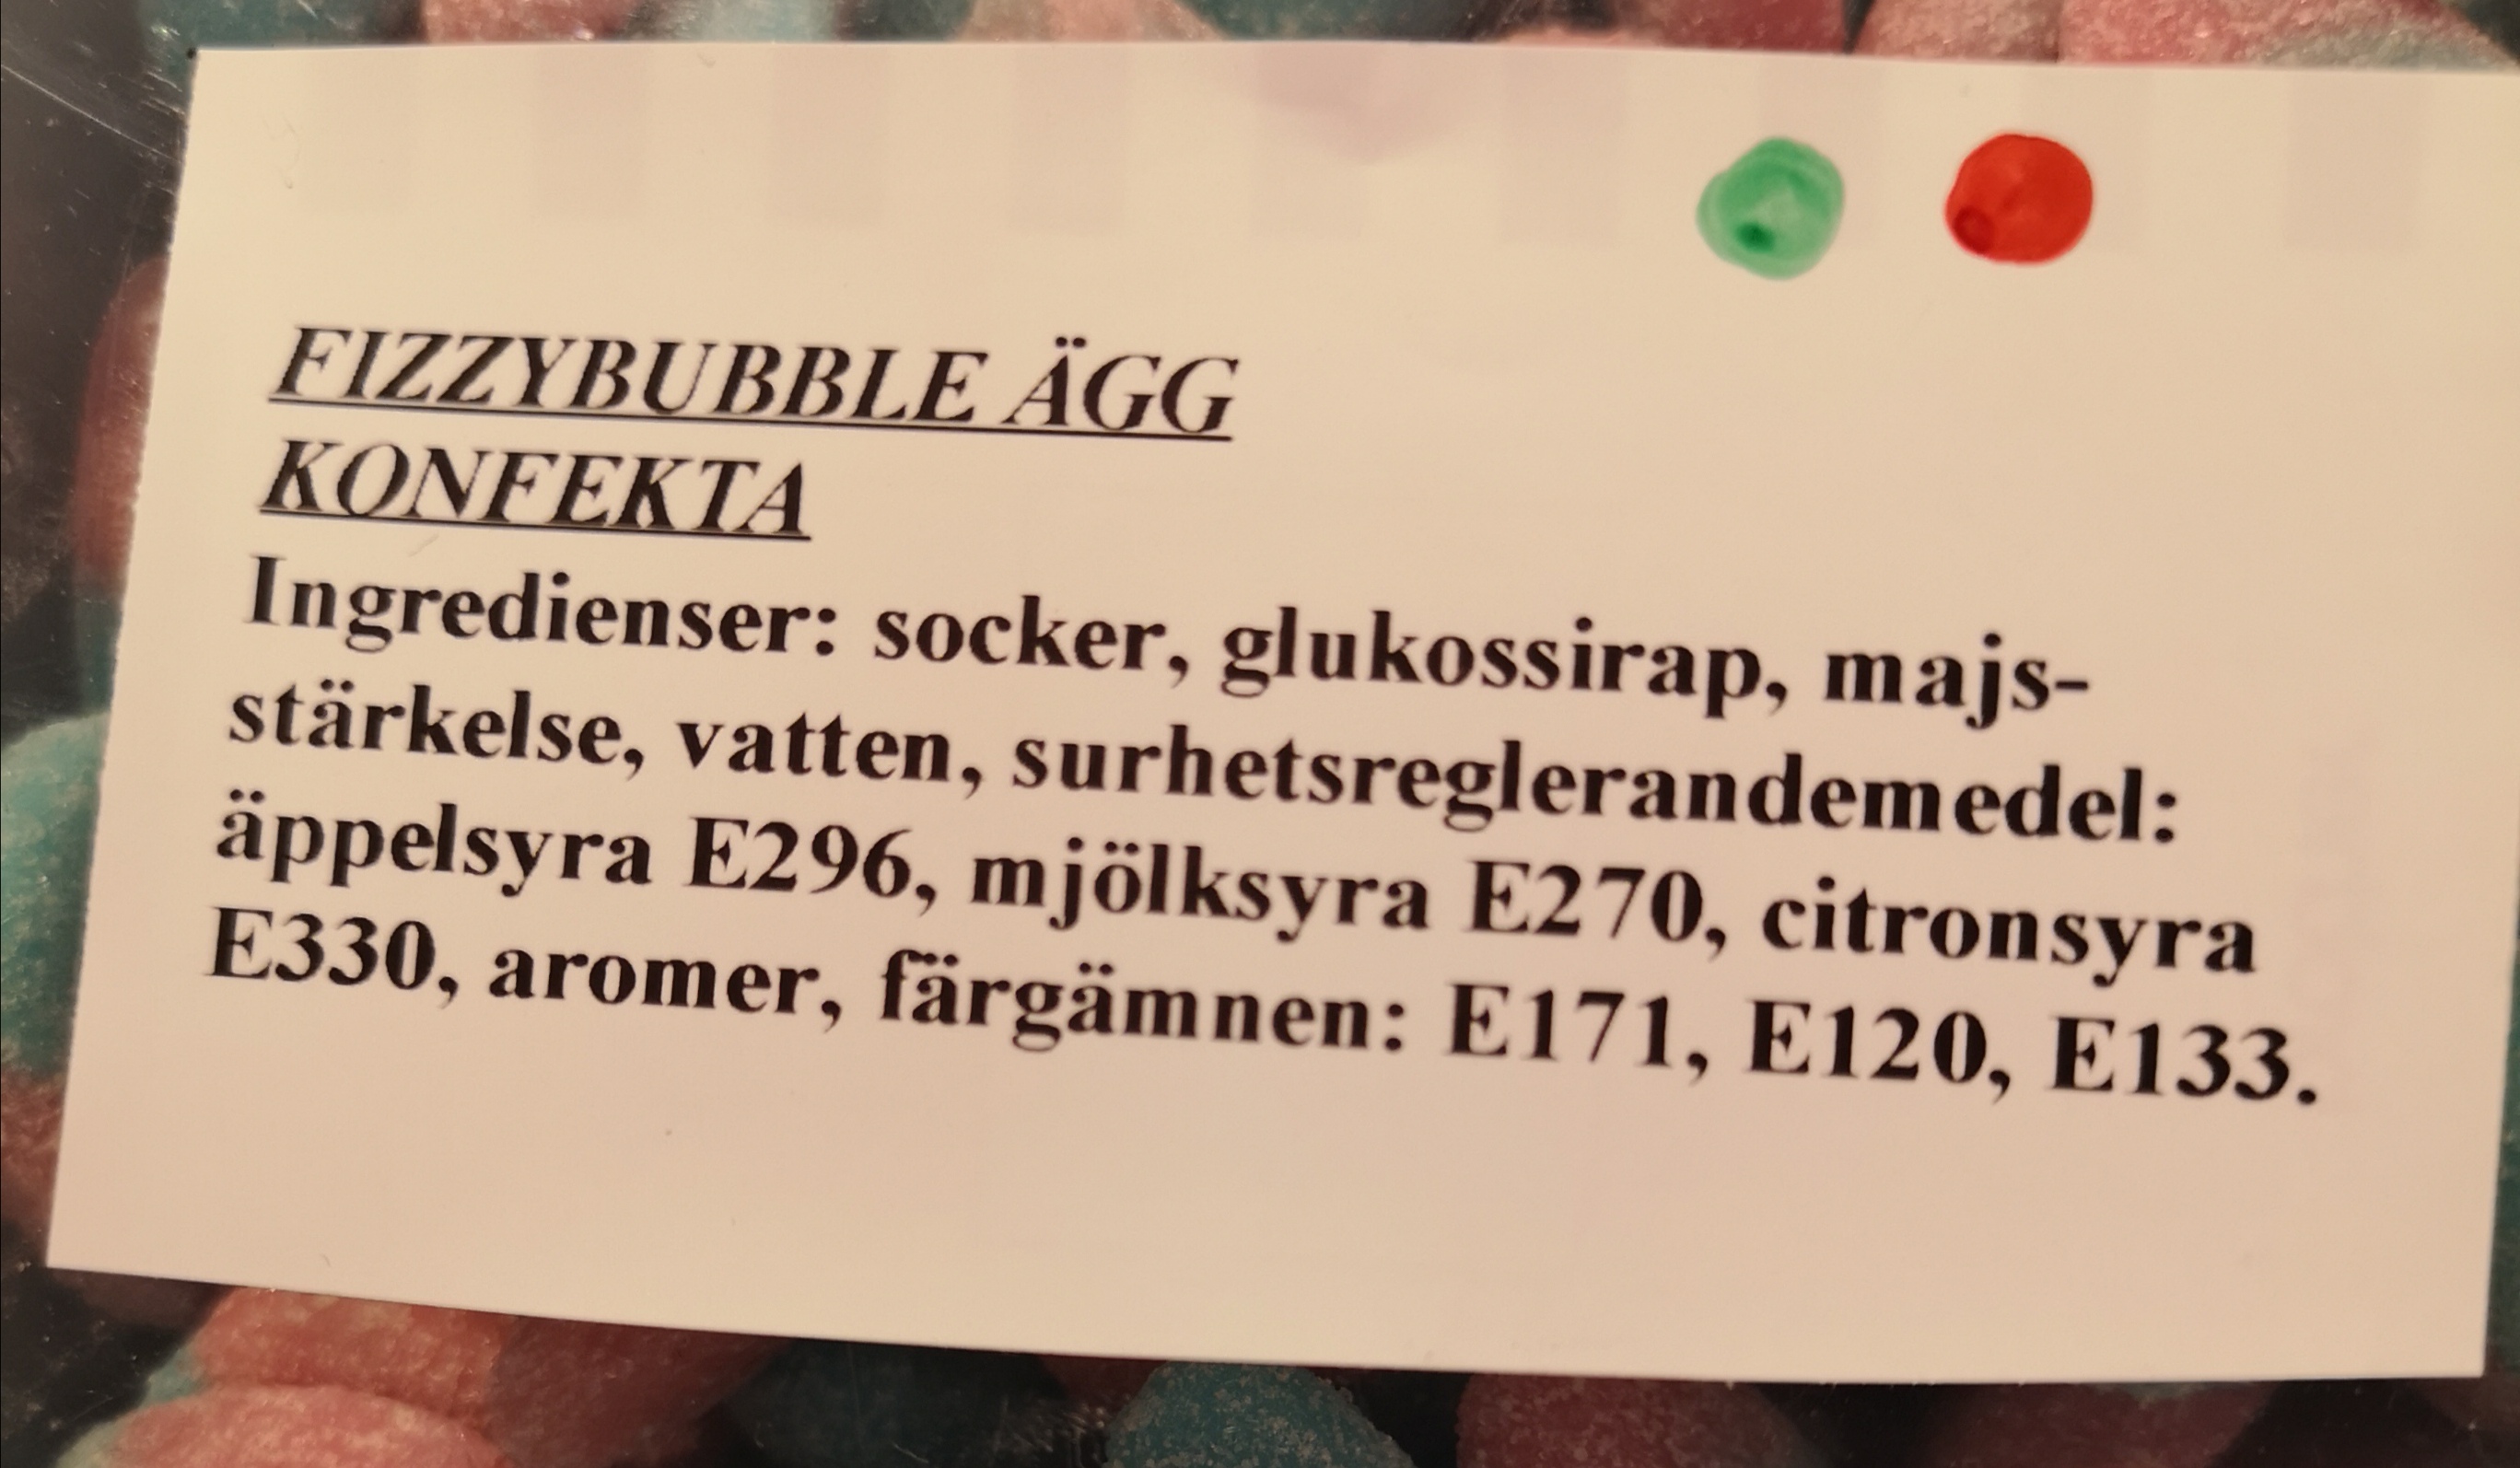 FIZZYBUBBLE ÄGG
KONFEKTA
Ingredienser: socker, glukossirap, majs-
stärkelse, vatten, surhetsreglerandemedel:
äppelsyra E296, mjölksyra E270, citronsyra
E330, aromer, färgämnen: E171, E120, E133.